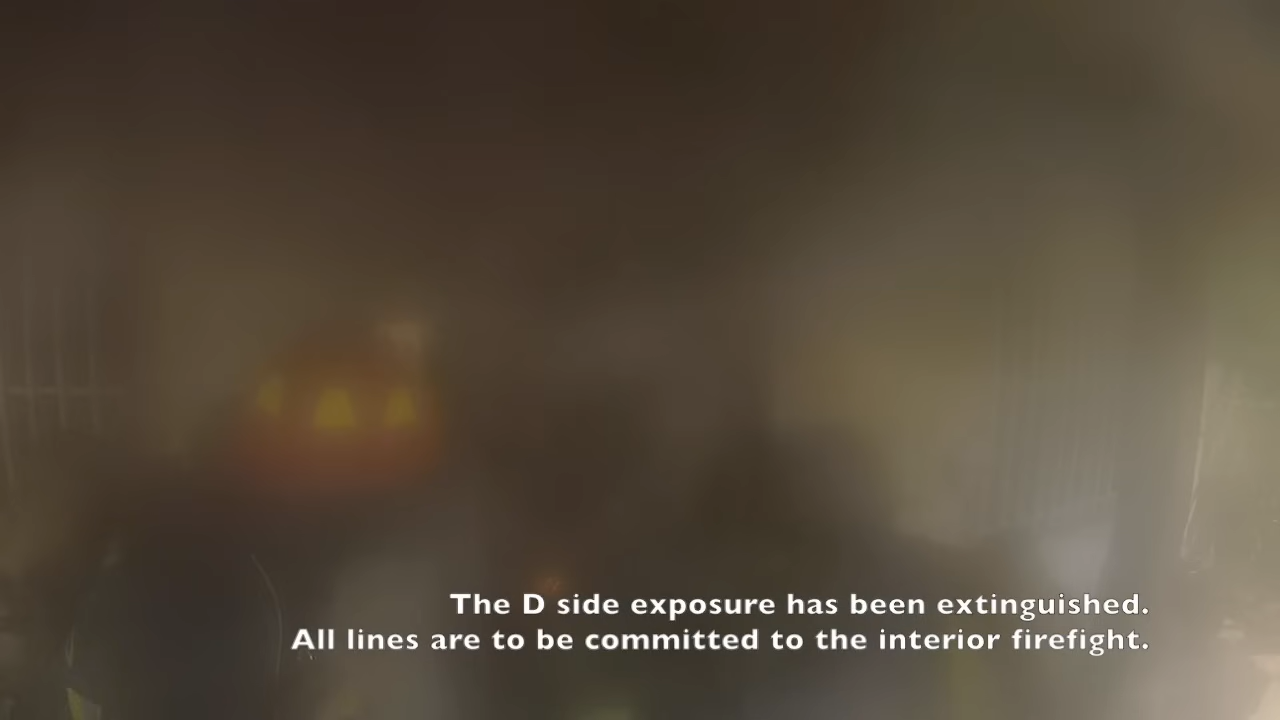 The D side exposure has been extinguished.
All lines are to be committed to the interior firefight.